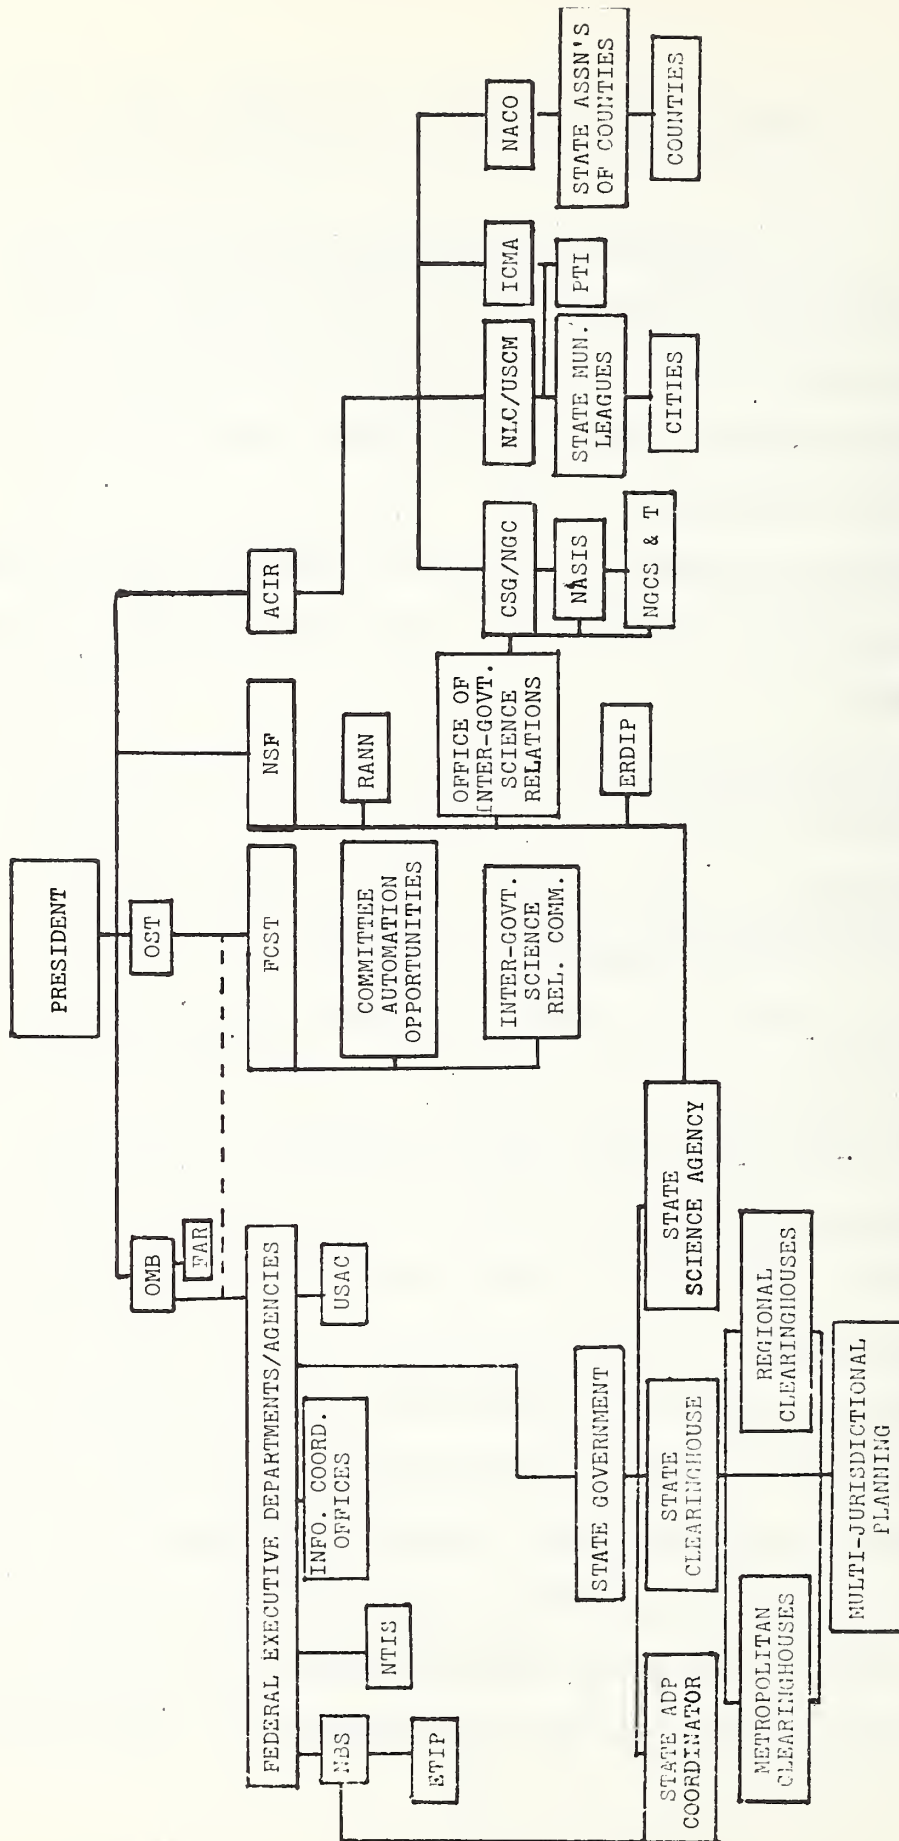 PRESIDENT
OMB
FAR
OST
FEDERAL EXECUTIVE DEPARTMENTS/AGENCIES
FCST
NSF
ACIR
NBS
ETIP
NTIS
INFO. COORD.
OFFICES
USAC
COMMITTEE
AUTOMATION
OPPORTUNITIES
INTER-GOVT.
SCIENCE
REL. COMM.
RANN
OFFICE OF
INTER-GOVT.
SCIENCE
RELATIONS
ERDIP
CSG/NGC
NASIS
NGCS & T
NLC/USCM
STATE MUN.
LEAGUES
CITIES
ICMA
PTI
NACO
STATE ASSN'S
OF COUNTIES
COUNTIES
STATE GOVERNMENT
STATE ADP
COORDINATOR
STATE
CLEARINGHOUSE
STATE
SCIENCE AGENCY
METROPOLITAN
CLEARINGHOUSES
REGIONAL
CLEARINGHOUSES
MULTI-JURISDICTIONAL
PLANNING